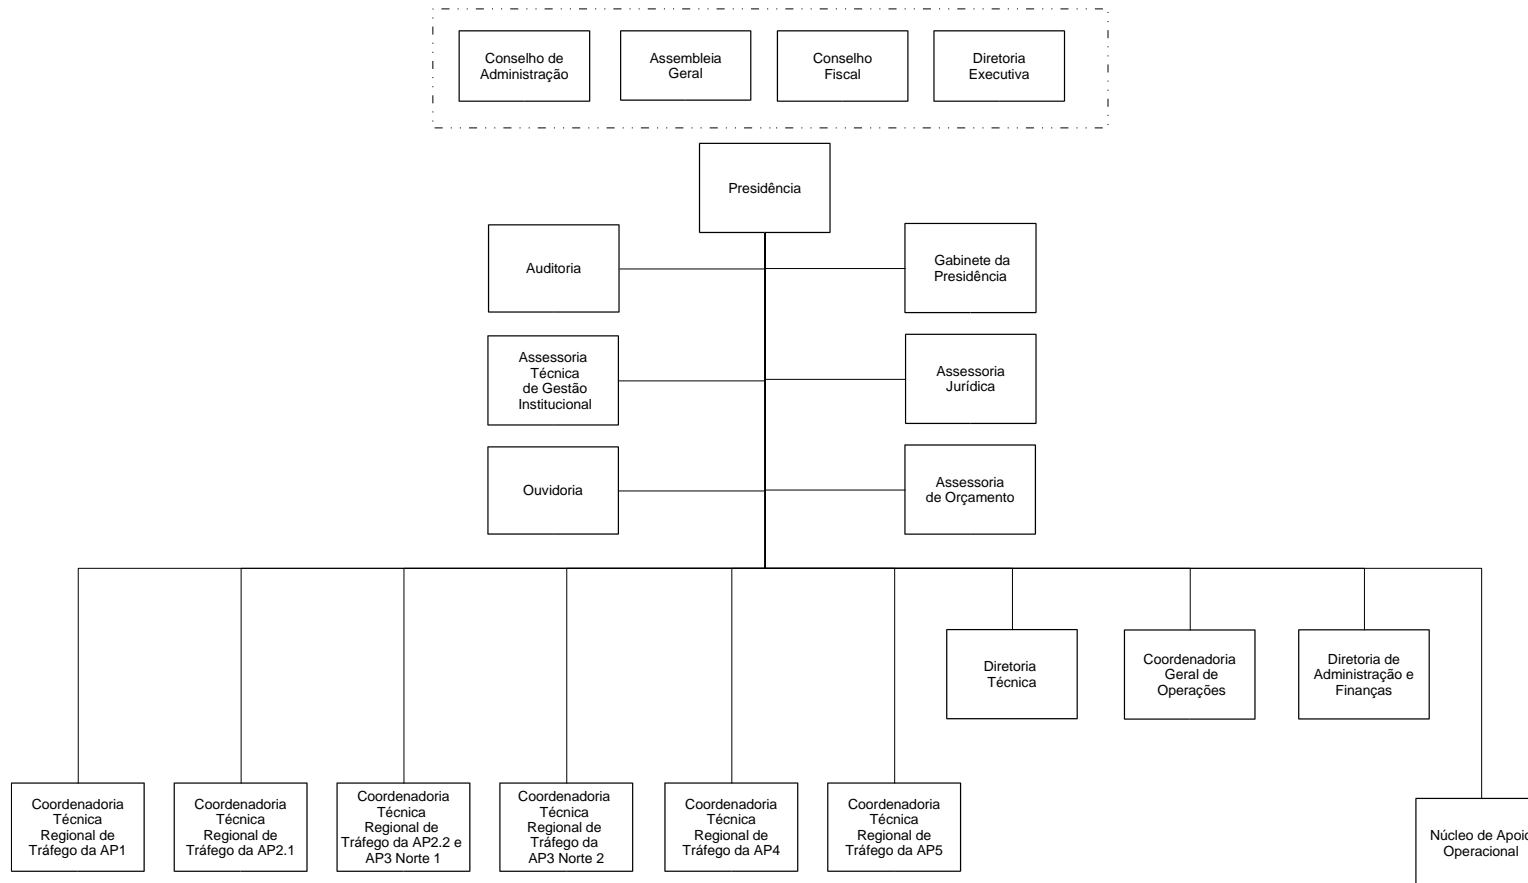 Conselho de
Administração
Assembleia
Geral
Conselho
Fiscal
Diretoria
Executiva
Presidência
Auditoria
Gabinete da
Presidência
Assessoria
Técnica
de Gestão
Institucional
Assessoria
Jurídica
Ouvidoria
Assessoria
de Orçamento
Diretoria
Técnica
Coordenadoria
Geral de
Operações
Diretoria de
Administração e
Finanças
Coordenadoria
Técnica
Regional de
Tráfego da AP1
Coordenadoria
Técnica
Regional de
Tráfego da AP2.1
Coordenadoria
Técnica
Regional de
Tráfego da AP2.2 e
AP3 Norte 1
Coordenadoria
Técnica
Regional de
Tráfego da
AP3 Norte 2
Coordenadoria
Técnica
Regional de
Tráfego da AP4
Coordenadoria
Técnica
Regional de
Tráfego da AP5
Núcleo de Apoio
Operacional